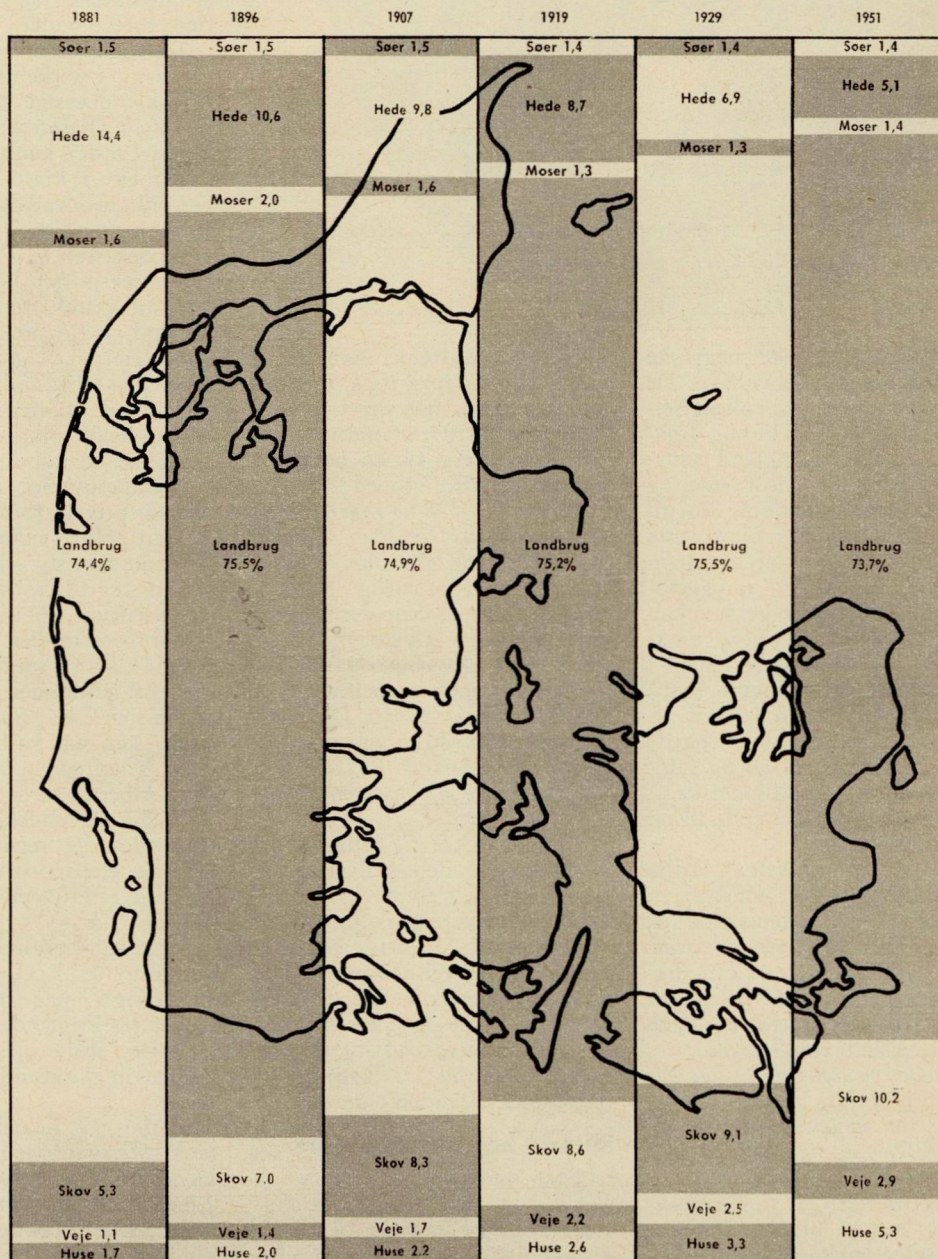 1881
1896
1907
1919
1929
1951
Søer 1,5
Søer 1,5
Søer 1,5
Søer 1,4
Søer 1,4
Søer 1,4
Hede 14,4
Hede 10,6
Hede 9,8
Hede 8,7
Hede 6,9
Hede 5,1
Moser 1,6
Moser 2,0
Moser 1,6
Moser 1,3
Moser 1,3
Moser 1,4
Landbrug
74,4%
Landbrug
75,5%
Landbrug
74,9%
Landbrug
75,2%
Landbrug
75,5%
Landbrug
73,7%
Skov 5,3
Skov 7.0
Skov 8,3
Skov 8,6
Skov 9,1
Skov 10,2
Veje 1,1
Veje 1,4
Veje 1,7
Veje 2,2
Veje 2.5
Veje 2,9
Huse 1,7
Huse 2,0
Huse 2.2
Huse 2,6
Huse 3,3
Huse 5,3